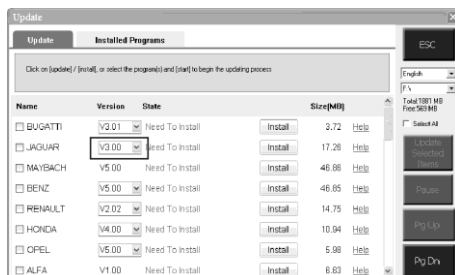 Update
Update Installed Programs
ESC
Click on [update] / [install], or select the program(s) and [start] to begin the updating process
English
F:\
Total:1881 MB
Free:569 MB
Select All
Name Version State Size(MB)
BUGATTI V3.01 Need To Install Install 3.72 Help
JAGUAR V3.00 Need To Install Install 17.26 Help
MAYBACH V5.00 Need To Install Install 46.86 Help
BENZ V5.00 Need To Install Install 46.85 Help
RENAULT V2.02 Need To Install Install 14.75 Help
HONDA V4.00 Need To Install Install 10.94 Help
OPEL V5.00 Need To Install Install 5.98 Help
ALFA V1.00 Need To Install Install 6.83 Help
Update
Selected
Items
Pause
Pg Up
Pg Dn